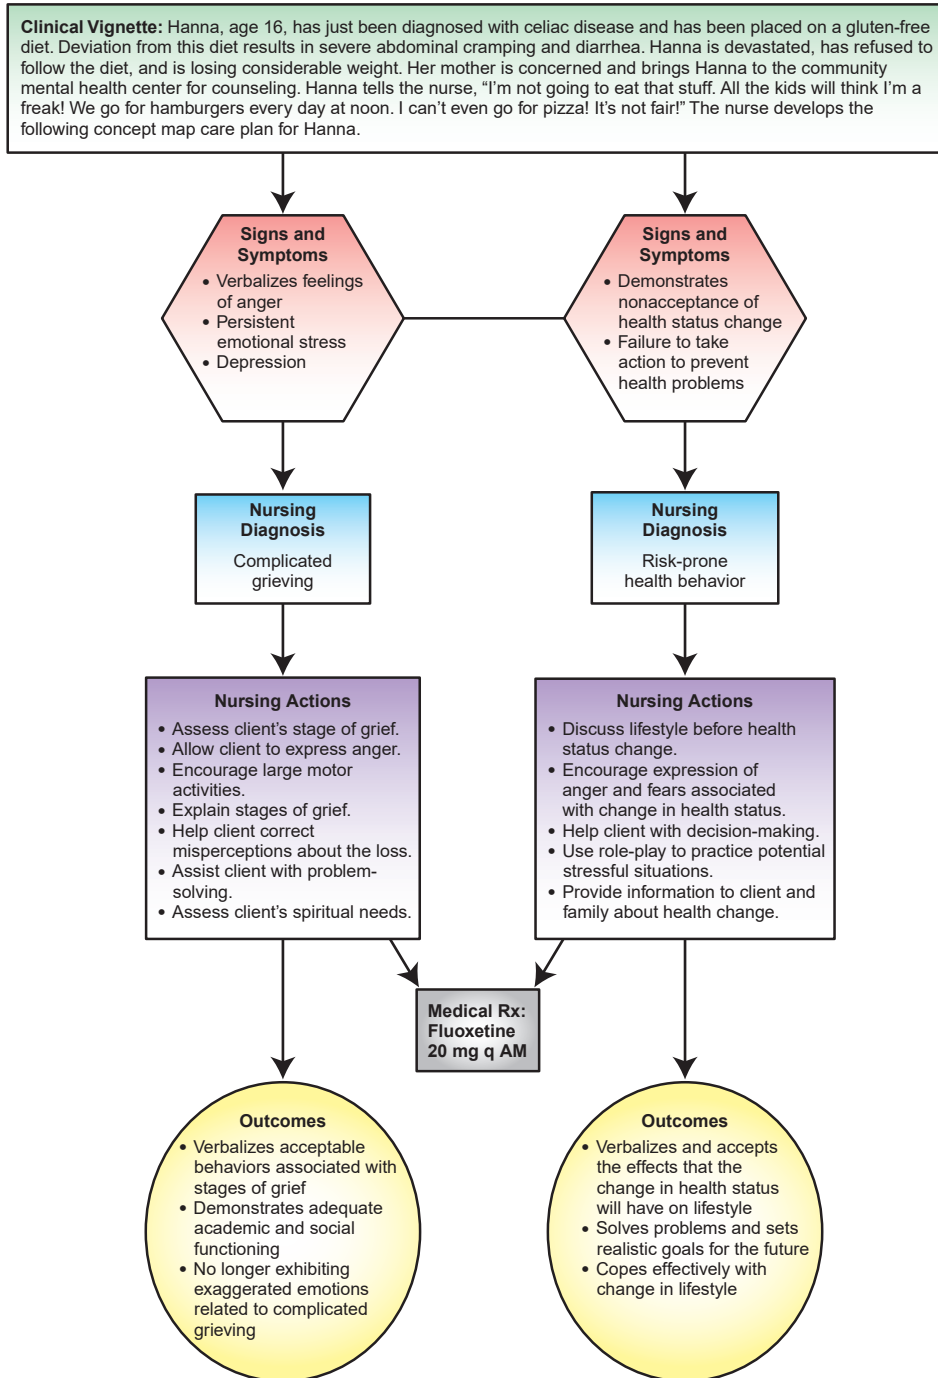 Clinical Vignette: Hanna, age 16, has just been diagnosed with celiac disease and has been placed on a gluten-free
diet. Deviation from this diet results in severe abdominal cramping and diarrhea. Hanna is devastated, has refused to
follow the diet, and is losing considerable weight. Her mother is concerned and brings Hanna to the community
mental health center for counseling. Hanna tells the nurse, “I’m not going to eat that stuff. All the kids will think I’m a
freak! We go for hamburgers every day at noon. I can’t even go for pizza! It’s not fair!” The nurse develops the
following concept map care plan for Hanna.
Signs and
Symptoms
• Verbalizes feelings
of anger
• Persistent
emotional stress
• Depression
Signs and
Symptoms
• Demonstrates
nonacceptance of
health status change
• Failure to take
action to prevent
health problems
Nursing
Diagnosis
Complicated
grieving
Nursing
Diagnosis
Risk-prone
health behavior
Nursing Actions
• Assess client’s stage of grief.
• Allow client to express anger.
• Encourage large motor
activities.
• Explain stages of grief.
• Help client correct
misperceptions about the loss.
• Assist client with problem-
solving.
• Assess client’s spiritual needs.
Nursing Actions
• Discuss lifestyle before health
status change.
• Encourage expression of
anger and fears associated
with change in health status.
• Help client with decision-making.
• Use role-play to practice potential
stressful situations.
• Provide information to client and
family about health change.
Medical Rx:
Fluoxetine
20 mg q AM
Outcomes
• Verbalizes acceptable
behaviors associated with
stages of grief
• Demonstrates adequate
academic and social
functioning
• No longer exhibiting
exaggerated emotions
related to complicated
grieving
Outcomes
• Verbalizes and accepts
the effects that the
change in health status
will have on lifestyle
• Solves problems and sets
realistic goals for the future
• Copes effectively with
change in lifestyle